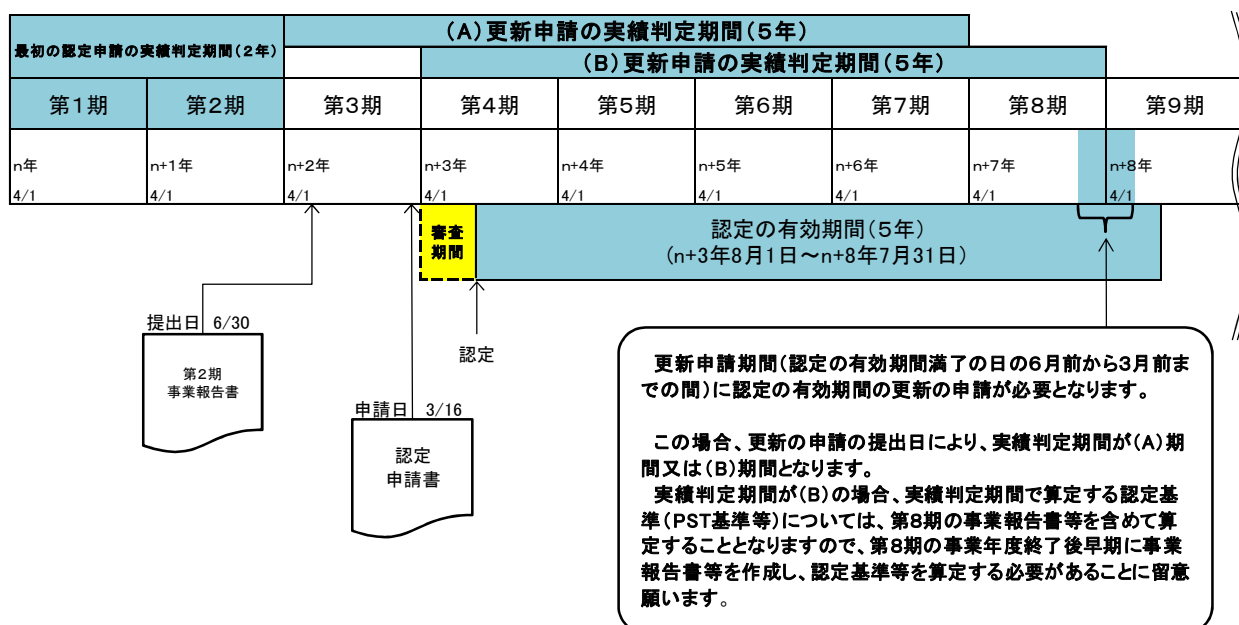 (A)更新申請の実績判定期間(5年)
最初の認定申請の実績判定期間(2年)
(B)更新申請の実績判定期間(5年)
第1期 第2期 第3期 第4期 第5期 第6期 第7期 第8期 第9期
n年 n+1年 n+2年 n+3年 n+4年 n+5年 n+6年 n+7年 n+8年
4/1 4/1 4/1 4/1 4/1 4/1 4/1 4/1 4/1
審査
期間
認定の有効期間(5年)
(n+3年8月1日～n+8年7月31日)
提出日 6/30
第2期
事業報告書
認定
申請日 3/16
認定
申請書
更新申請期間(認定の有効期間満了の日の6月前から3月前ま
での間)に認定の有効期間の更新の申請が必要となります。
この場合、更新の申請の提出日により、実績判定期間が(A)期
間又は(B)期間となります。
実績判定期間が(B)の場合、実績判定期間で算定する認定基
準(PST基準等)については、第8期の事業報告書等を含めて算
定することとなりますので、第8期の事業年度終了後早期に事業
報告書等を作成し、認定基準等を算定する必要があることに留意
願います。